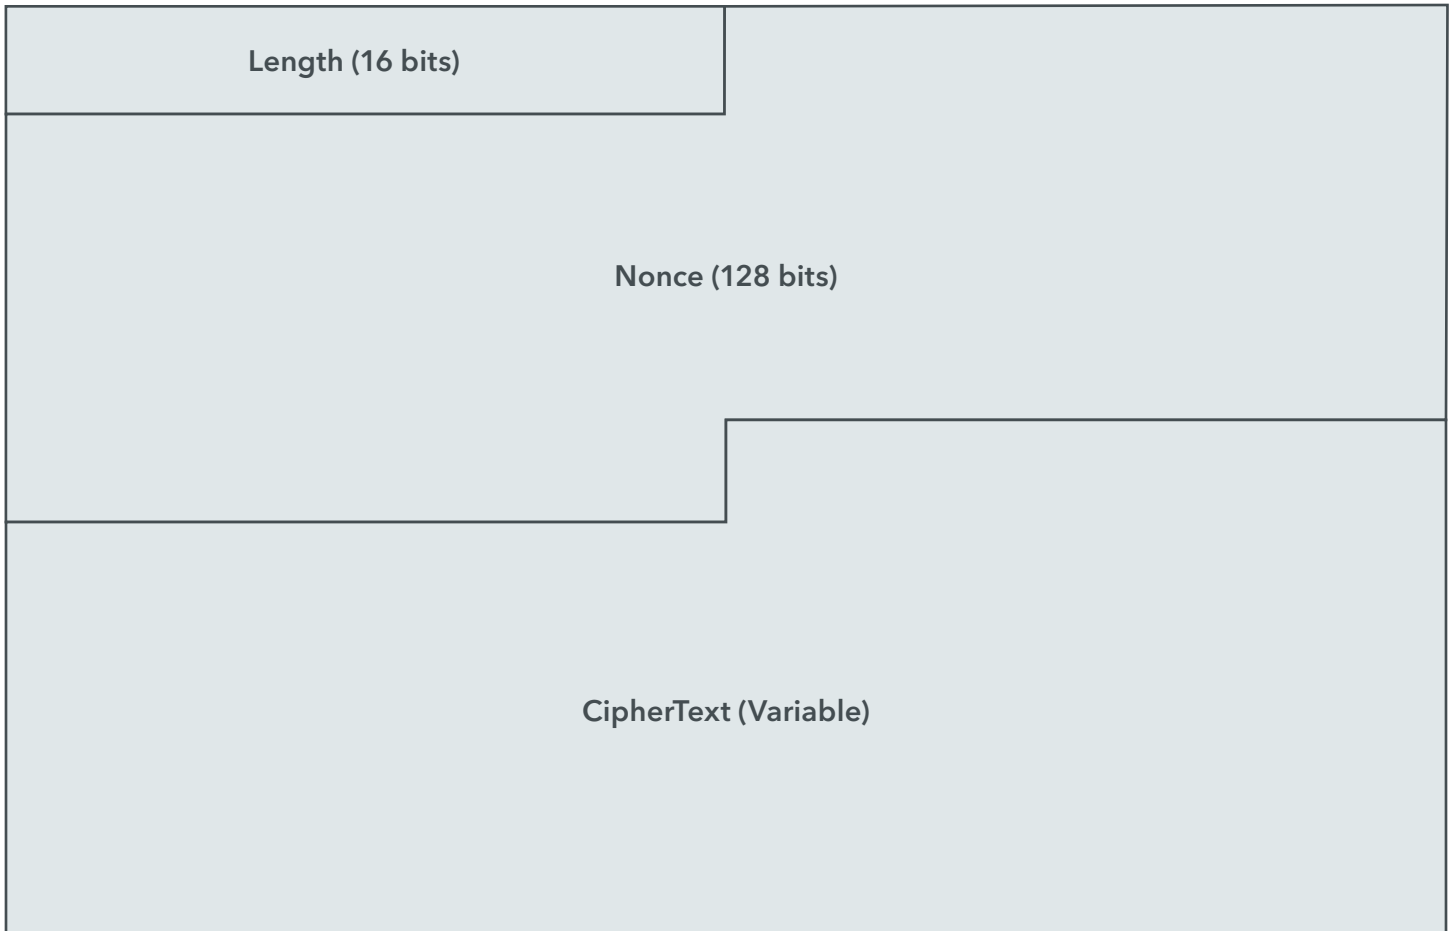 Length (16 bits)
Nonce (128 bits)
CipherText (Variable)